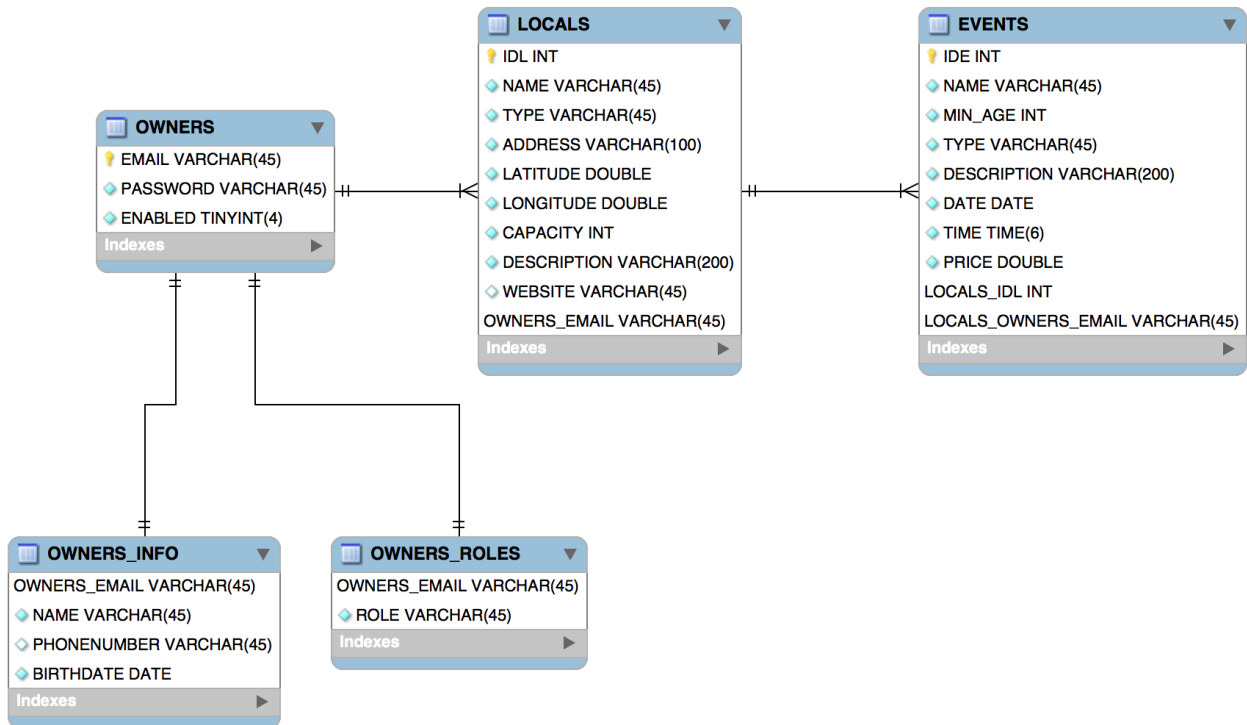 LOCALS
IDL INT
NAME VARCHAR(45)
TYPE VARCHAR(45)
ADDRESS VARCHAR(100)
LATITUDE DOUBLE
LONGITUDE DOUBLE
CAPACITY INT
DESCRIPTION VARCHAR(200)
WEBSITE VARCHAR(45)
OWNERS_EMAIL VARCHAR(45)
Indexes
EVENTS
IDE INT
NAME VARCHAR(45)
MIN_AGE INT
TYPE VARCHAR(45)
DESCRIPTION VARCHAR(200)
DATE DATE
TIME TIME(6)
PRICE DOUBLE
LOCALS_IDL INT
LOCALS_OWNERS_EMAIL VARCHAR(45)
Indexes
OWNERS
EMAIL VARCHAR(45)
PASSWORD VARCHAR(45)
ENABLED TINYINT(4)
Indexes
OWNERS_INFO
OWNERS_EMAIL VARCHAR(45)
NAME VARCHAR(45)
PHONENUMBER VARCHAR(45)
BIRTHDATE DATE
Indexes
OWNERS_ROLES
OWNERS_EMAIL VARCHAR(45)
ROLE VARCHAR(45)
Indexes